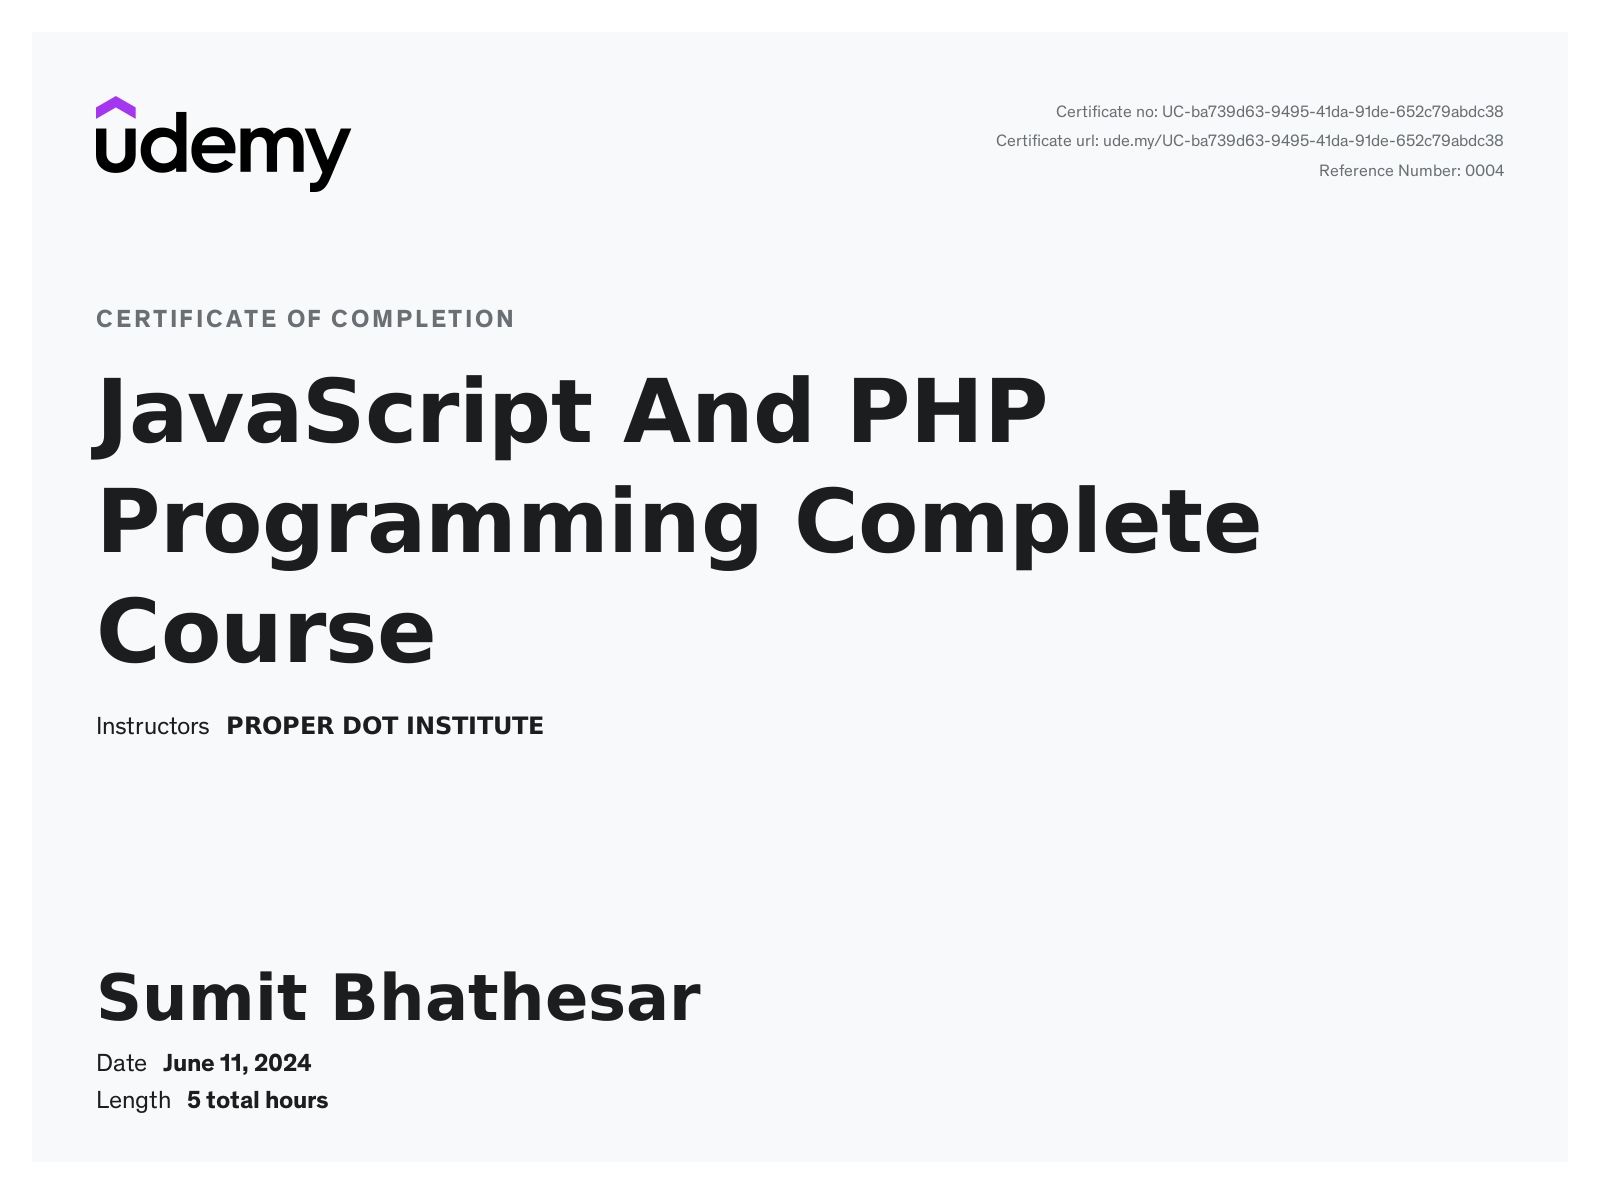 udemy
Certificate no: UC-ba739d63-9495-41da-91de-652c79abdc38
Certificate url: ude.my/UC-ba739d63-9495-41da-91de-652c79abdc38
Reference Number: 0004
CERTIFICATE OF COMPLETION
JavaScript And PHP
Programming Complete
Course
Instructors PROPER DOT INSTITUTE
Sumit Bhathesar
Date June 11, 2024
Length 5 total hours